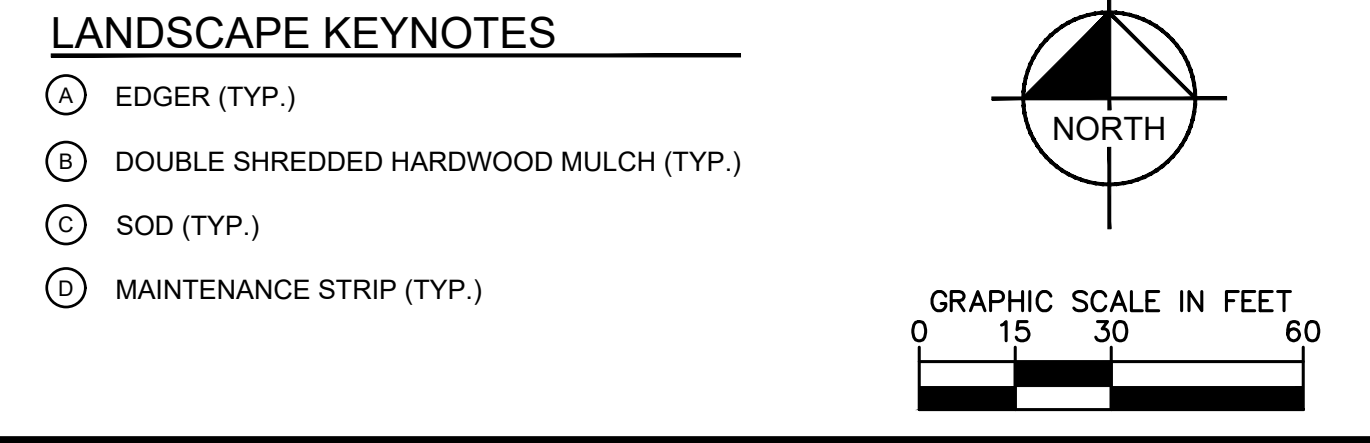 LANDSCAPE KEYNOTES
A EDGER (TYP.)
B DOUBLE SHREDDED HARDWOOD MULCH (TYP.)
C SOD (TYP.)
D MAINTENANCE STRIP (TYP.)
NORTH
GRAPHIC SCALE IN FEET
0 15 30 60